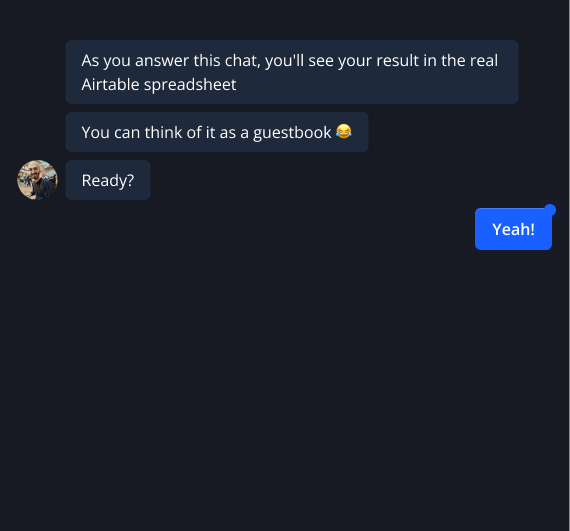 As you answer this chat, you'll see your result in the real
Airtable spreadsheet
You can think of it as a guestbook 😂
Ready?
Yeah!